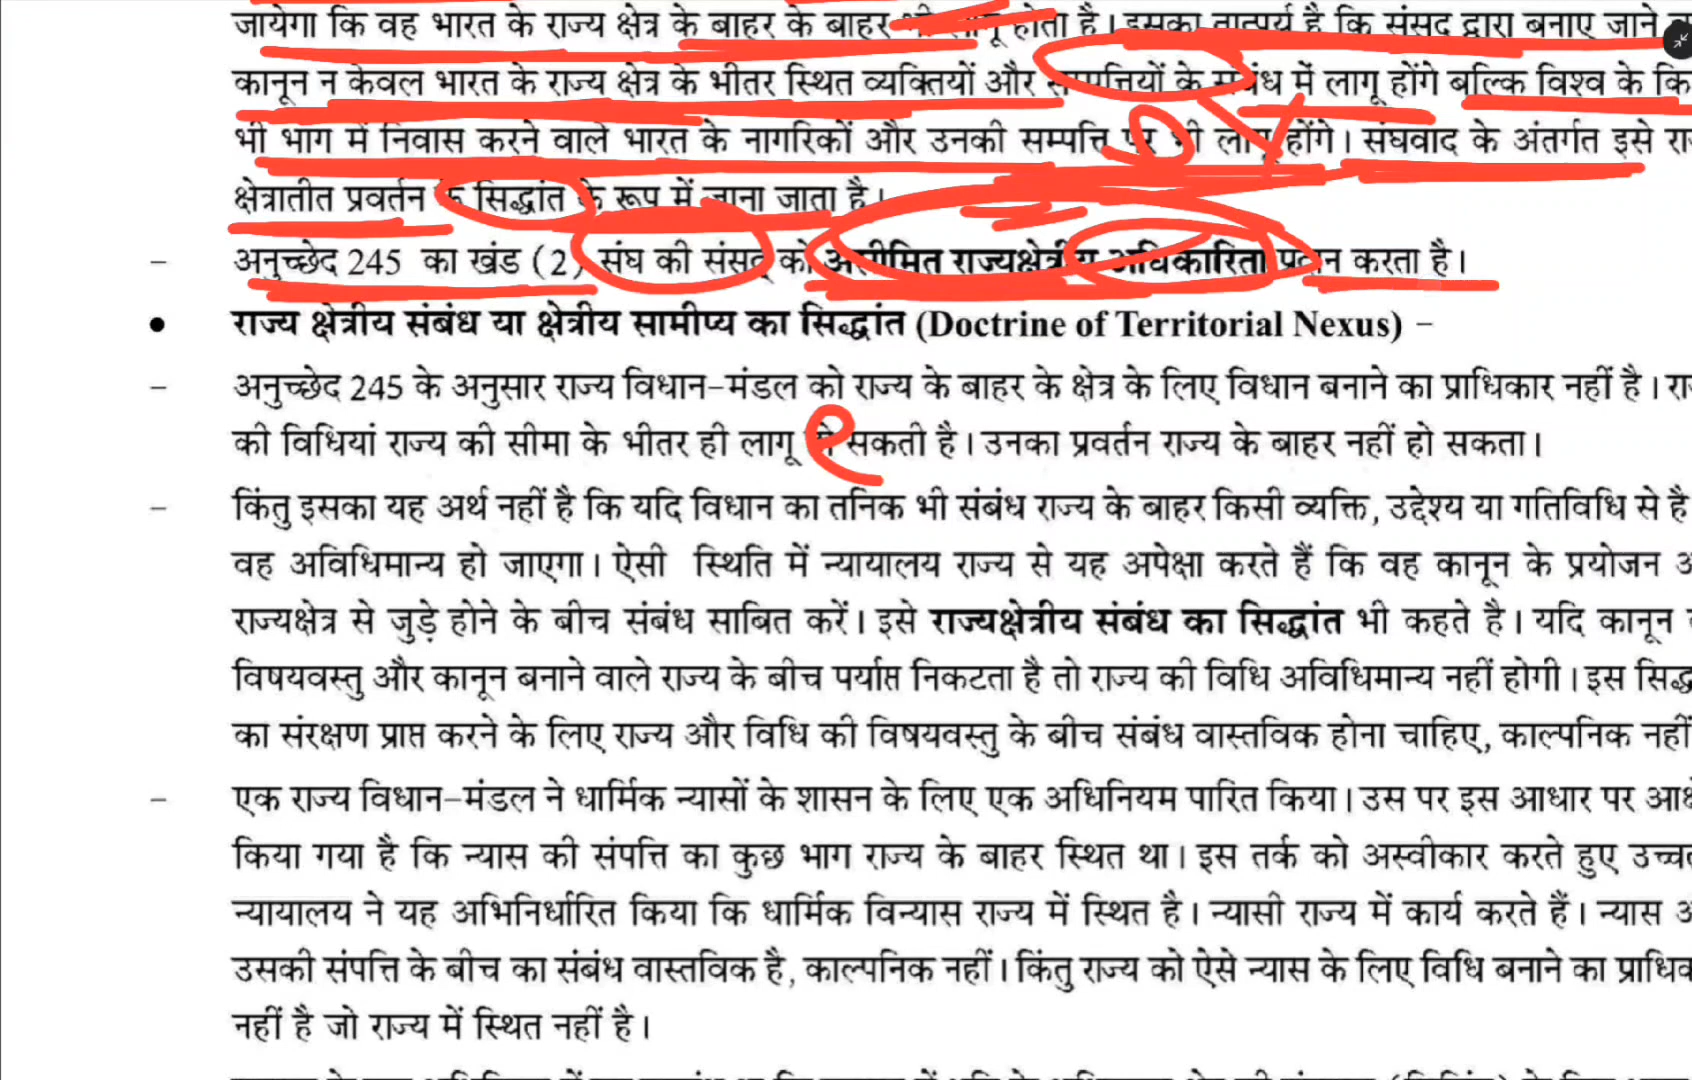 जायेगा कि वह भारत के राज्य क्षेत्र के बाहर के बाहर भी लागू होता है। इसका तात्पर्य है कि संसद द्वारा बनाए जाने
कानून न केवल भारत के राज्य क्षेत्र के भीतर स्थित व्यक्तियों और सम्पत्तियों के संबंध में लागू होंगे बल्कि विश्व के कि
भी भाग में निवास करने वाले भारत के नागरिकों और उनकी सम्पत्ति पर भी लागू होंगे। संघवाद के अंतर्गत इसे रा
क्षेत्रातीत प्रवर्तन के सिद्धांत के रूप में जाना जाता है।
– अनुच्छेद 245 का खंड (2) संघ की संसद को असीमित राज्यक्षेत्रीय अधिकारिता प्रदान करता है।
• राज्य क्षेत्रीय संबंध या क्षेत्रीय सामीप्य का सिद्धांत (Doctrine of Territorial Nexus) –
– अनुच्छेद 245 के अनुसार राज्य विधान-मंडल को राज्य के बाहर के क्षेत्र के लिए विधान बनाने का प्राधिकार नहीं है। रा
की विधियां राज्य की सीमा के भीतर ही लागू हो सकती है। उनका प्रवर्तन राज्य के बाहर नहीं हो सकता।
– किंतु इसका यह अर्थ नहीं है कि यदि विधान का तनिक भी संबंध राज्य के बाहर किसी व्यक्ति, उद्देश्य या गतिविधि से है
वह अविधिमान्य हो जाएगा। ऐसी स्थिति में न्यायालय राज्य से यह अपेक्षा करते हैं कि वह कानून के प्रयोजन
राज्यक्षेत्र से जुड़े होने के बीच संबंध साबित करें। इसे राज्यक्षेत्रीय संबंध का सिद्धांत भी कहते है। यदि कानून
विषयवस्तु और कानून बनाने वाले राज्य के बीच पर्याप्त निकटता है तो राज्य की विधि अविधिमान्य नहीं होगी। इस सिद्ध
का संरक्षण प्राप्त करने के लिए राज्य और विधि की विषयवस्तु के बीच संबंध वास्तविक होना चाहिए, काल्पनिक नहीं
– एक राज्य विधान-मंडल ने धार्मिक न्यासों के शासन के लिए एक अधिनियम पारित किया। उस पर इस आधार पर आक्षे
किया गया है कि न्यास की संपत्ति का कुछ भाग राज्य के बाहर स्थित था। इस तर्क को अस्वीकार करते हुए उच्चत
न्यायालय ने यह अभिनिर्धारित किया कि धार्मिक विन्यास राज्य में स्थित है। न्यासी राज्य में कार्य करते हैं। न्यास
उसकी संपत्ति के बीच का संबंध वास्तविक है, काल्पनिक नहीं। किंतु राज्य को ऐसे न्यास के लिए विधि बनाने का प्राधिक
नहीं है जो राज्य में स्थित नहीं है।